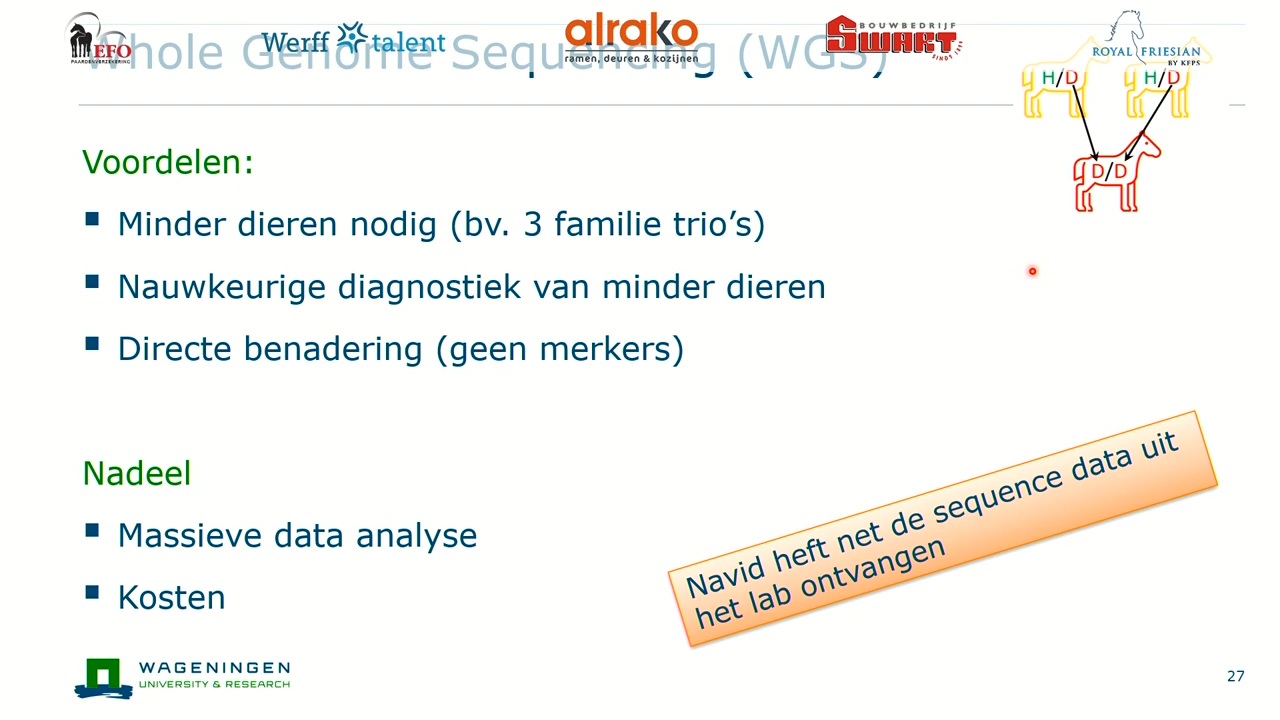 EFO
PAARDENVERZEKERING
Werff talent
alrako
ramen, deuren & kozijnen
BOUWBEDRIJF
SWART
SINDS 1969
ROYAL FRIESIAN
BY KFPS
Whole Genome Sequencing (WGS)
H/D
H/D
D/D
Voordelen:
▪ Minder dieren nodig (bv. 3 familie trio’s)
▪ Nauwkeurige diagnostiek van minder dieren
▪ Directe benadering (geen merkers)
Nadeel
▪ Massieve data analyse
▪ Kosten
Navid heft net de sequence data uit
het lab ontvangen
WAGENINGEN
UNIVERSITY & RESEARCH
27